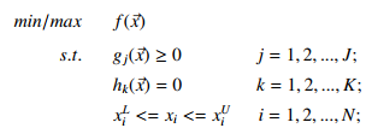 min/max f(x⃗)
s.t. g_j(x⃗) ≥ 0 j = 1, 2, ..., J;
h_k(x⃗) = 0 k = 1, 2, ..., K;
x_i^L <= x_i <= x_i^U i = 1, 2, ..., N;